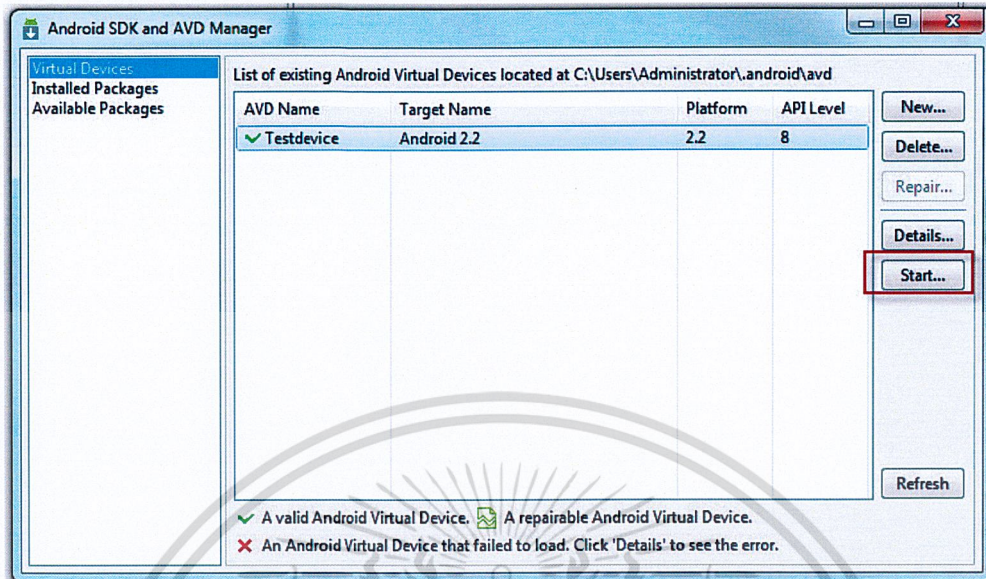 Android SDK and AVD Manager
Virtual Devices
Installed Packages
Available Packages
List of existing Android Virtual Devices located at C:\Users\Administrator\.android\avd
AVD Name Target Name Platform API Level
Testdevice Android 2.2 2.2 8
New...
Delete...
Repair...
Details...
Start...
Refresh
A valid Android Virtual Device. A repairable Android Virtual Device.
An Android Virtual Device that failed to load. Click 'Details' to see the error.